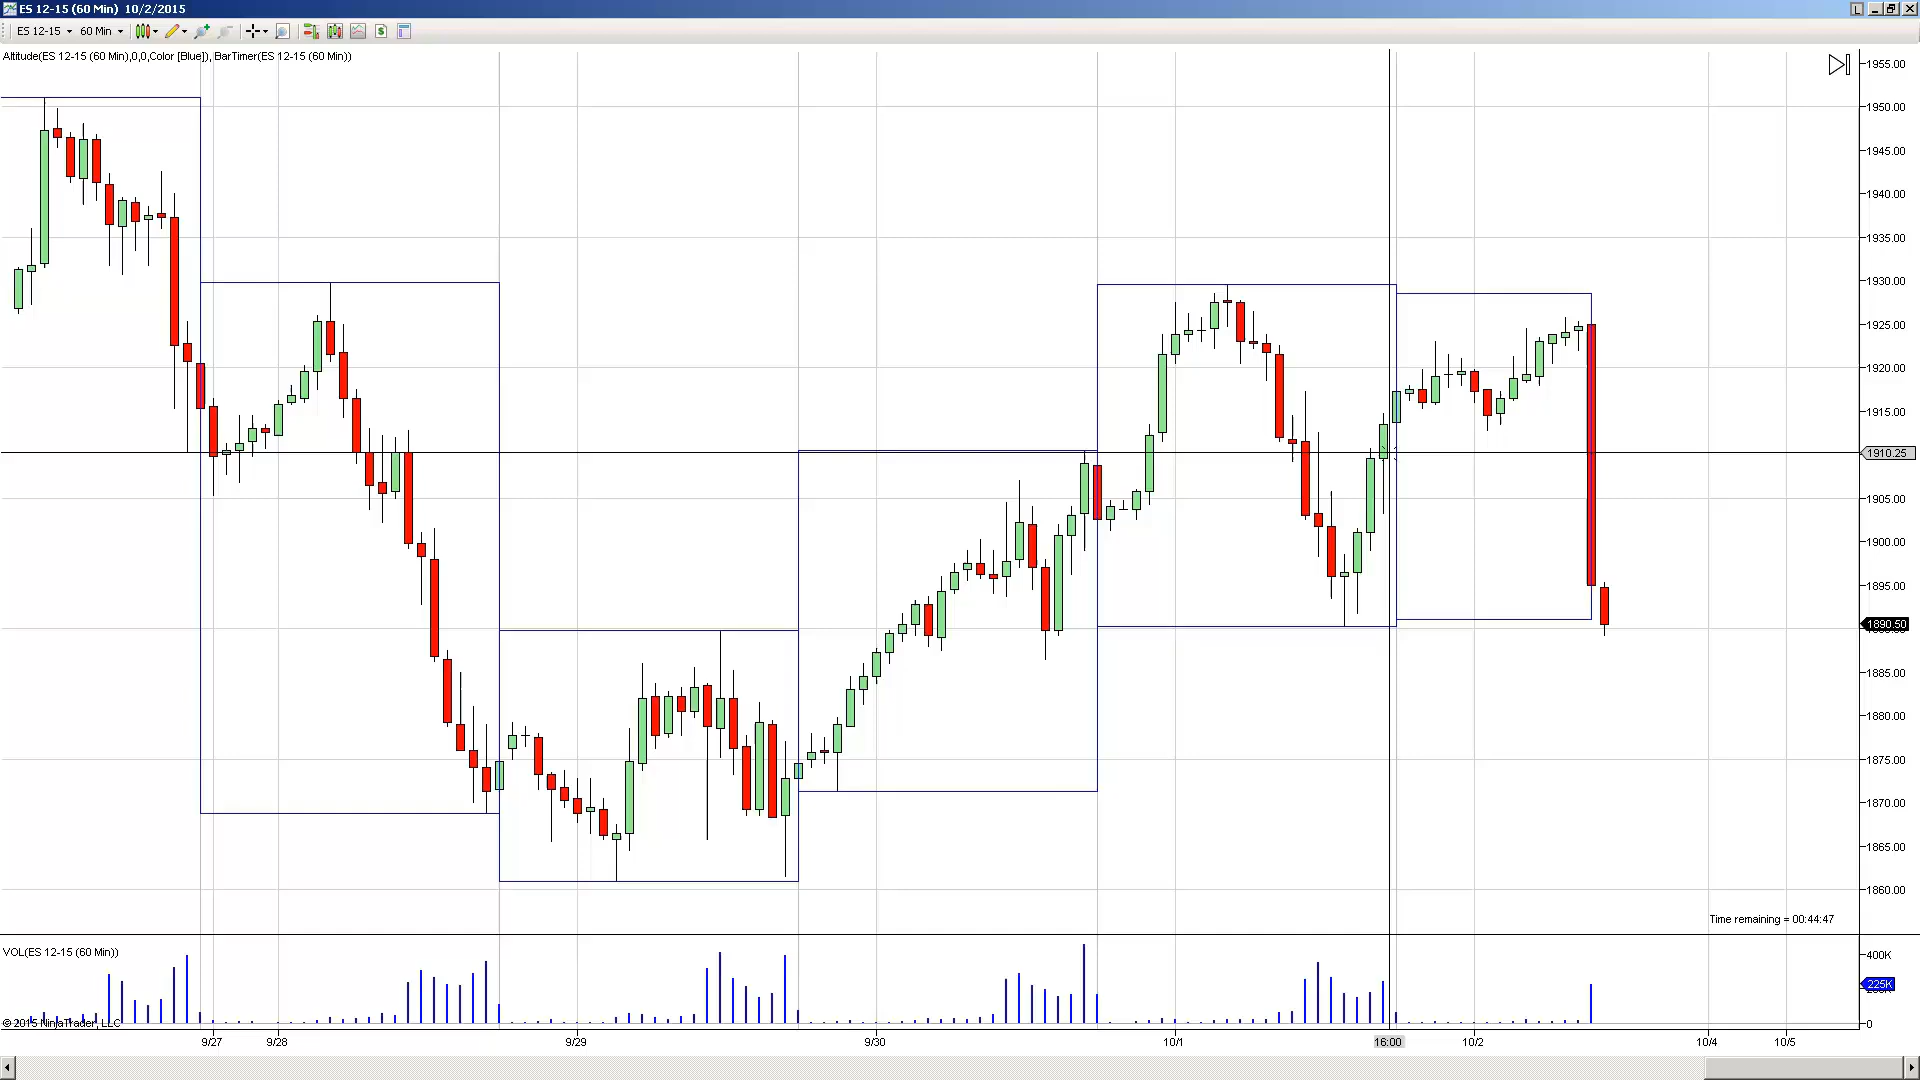 ES 12-15 (60 Min) 10/2/2015
L
ES 12-15 60 Min
Altitude(ES 12-15 (60 Min),0,0,Color [Blue]), BarTimer(ES 12-15 (60 Min))
1955.00
1950.00
1945.00
1940.00
1935.00
1930.00
1925.00
1920.00
1915.00
1910.25
1905.00
1900.00
1895.00
1890.50
1885.00
1880.00
1875.00
1870.00
1865.00
1860.00
Time remaining = 00:44:47
VOL(ES 12-15 (60 Min))
400K
225K
0
© 2015 NinjaTrader, LLC
9/27 9/28 9/29 9/30 10/1 16:00 10/2 10/4 10/5